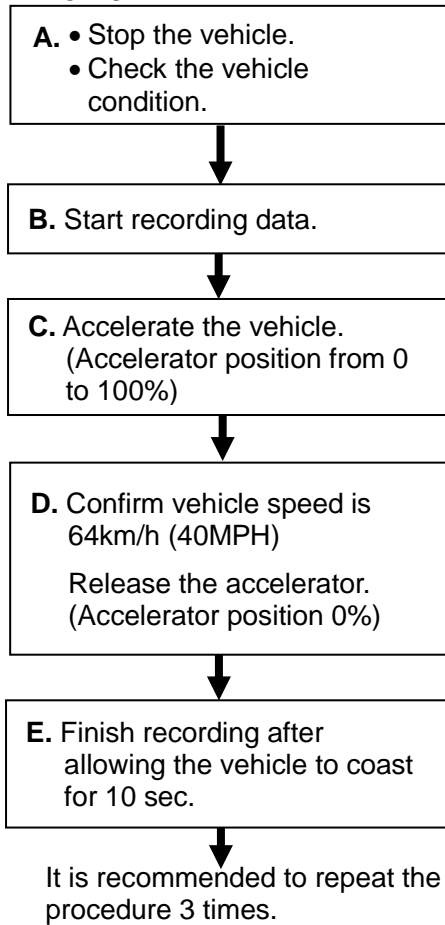 A. • Stop the vehicle.
• Check the vehicle
condition.
B. Start recording data.
C. Accelerate the vehicle.
(Accelerator position from 0
to 100%)
D. Confirm vehicle speed is
64km/h (40MPH)
Release the accelerator.
(Accelerator position 0%)
E. Finish recording after
allowing the vehicle to coast
for 10 sec.
It is recommended to repeat the
procedure 3 times.